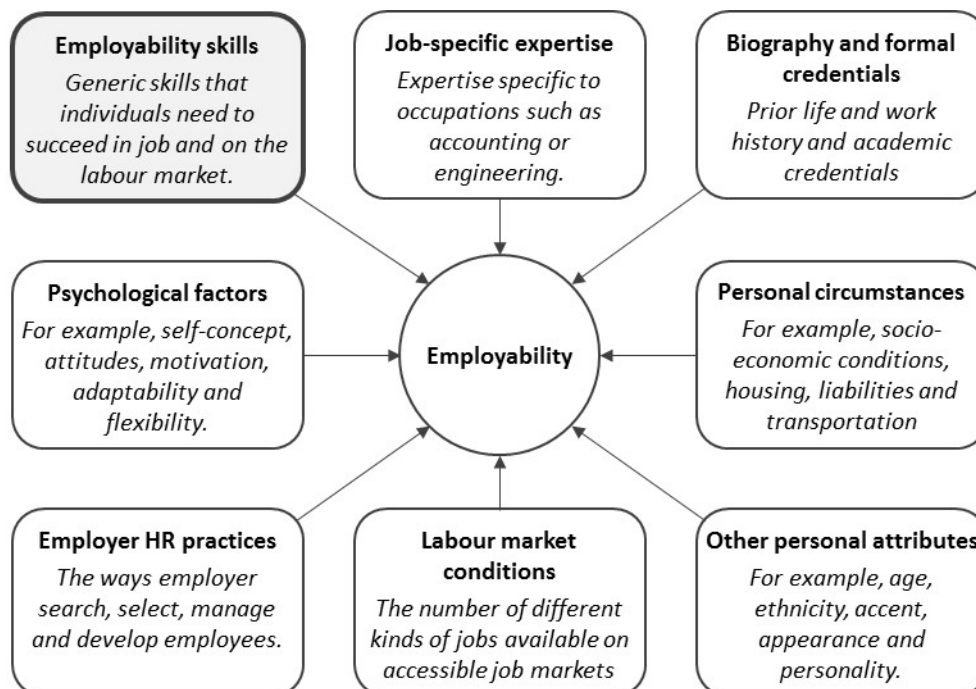 Employability skills
Generic skills that
individuals need to
succeed in job and on the
labour market.
Job-specific expertise
Expertise specific to
occupations such as
accounting or
engineering.
Biography and formal
credentials
Prior life and work
history and academic
credentials
Psychological factors
For example, self-concept,
attitudes, motivation,
adaptability and
flexibility.
Employability
Personal circumstances
For example, socio-
economic conditions,
housing, liabilities and
transportation
Employer HR practices
The ways employer
search, select, manage
and develop employees.
Labour market
conditions
The number of different
kinds of jobs available on
accessible job markets
Other personal attributes
For example, age,
ethnicity, accent,
appearance and
personality.